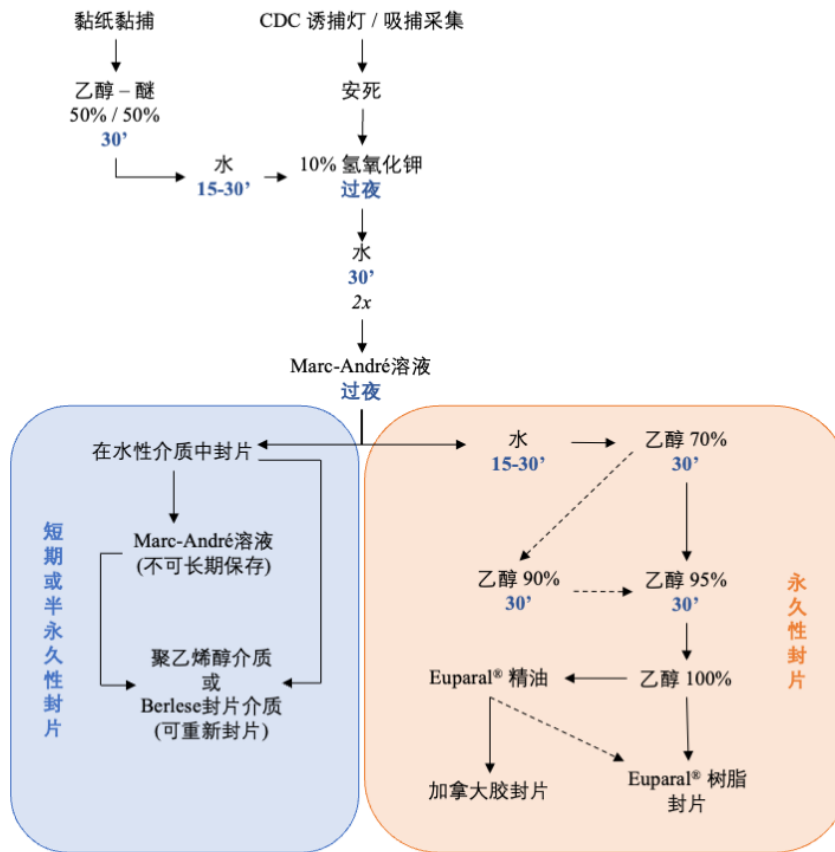 黏纸黏捕
CDC 诱捕灯 / 吸捕采集
乙醇 – 醚
50% / 50%
30’
安死
水
15-30’
10% 氢氧化钾
过夜
水
30’
2x
Marc-André溶液
过夜
在水性介质中封片
Marc-André溶液
(不可长期保存)
聚乙烯醇介质
或
Berlese封片介质
(可重新封片)
短期或半永久性封片
水
15-30’
乙醇 70%
30’
乙醇 90%
30’
乙醇 95%
30’
Euparal® 精油
乙醇 100%
加拿大胶封片
Euparal® 树脂
封片
永久性封片